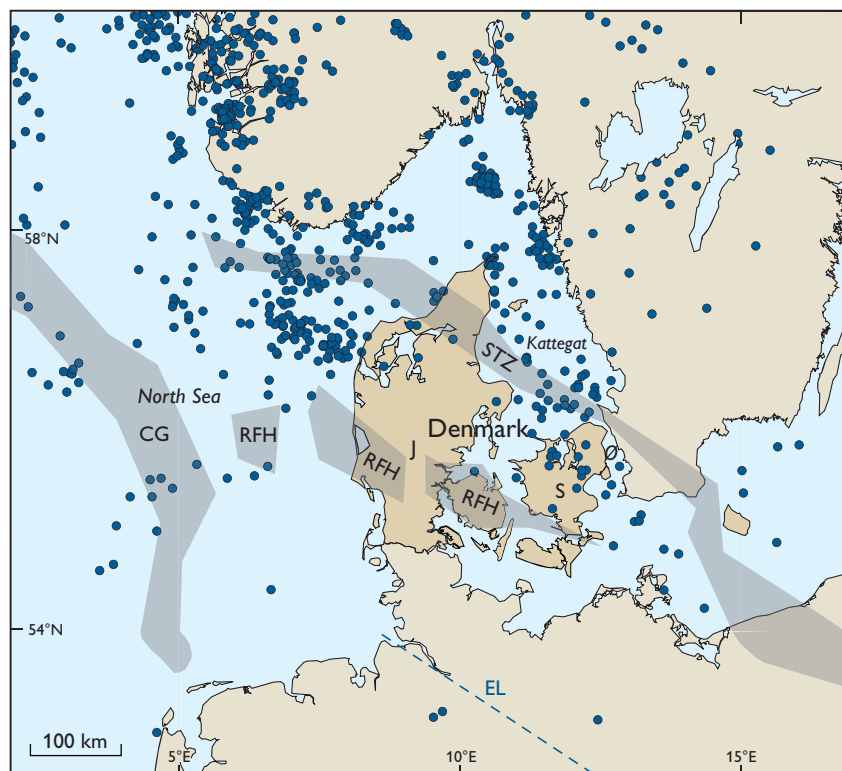 58°N
Kattegat
STZ
North Sea
CG
RFH
Denmark
J
RFH
Ø
S
RFH
54°N
EL
100 km
5°E
10°E
15°E